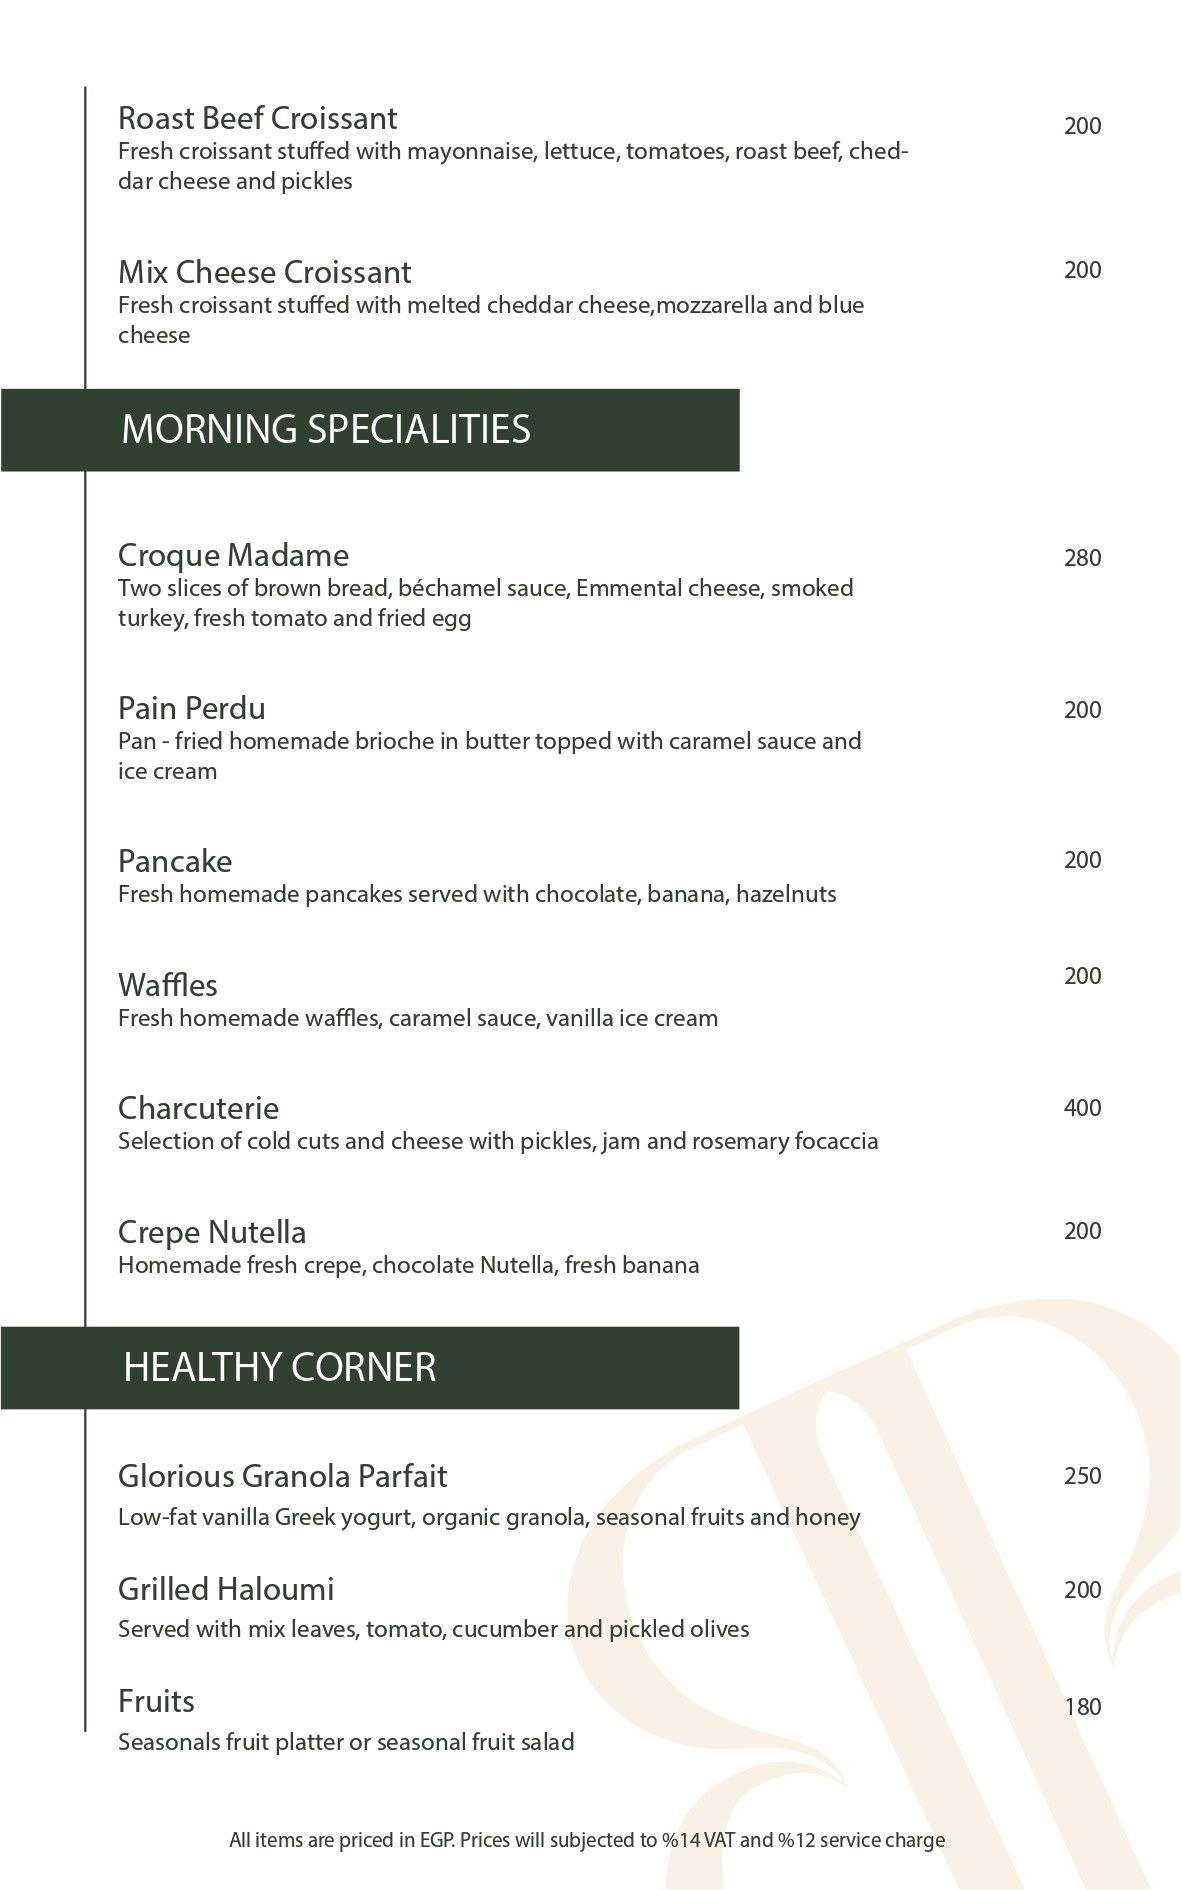 Roast Beef Croissant
200
Fresh croissant stuffed with mayonnaise, lettuce, tomatoes, roast beef, ched-
dar cheese and pickles
Mix Cheese Croissant
200
Fresh croissant stuffed with melted cheddar cheese,mozzarella and blue
cheese
MORNING SPECIALITIES
Croque Madame
280
Two slices of brown bread, béchamel sauce, Emmental cheese, smoked
turkey, fresh tomato and fried egg
Pain Perdu
200
Pan - fried homemade brioche in butter topped with caramel sauce and
ice cream
Pancake
200
Fresh homemade pancakes served with chocolate, banana, hazelnuts
Waffles
200
Fresh homemade waffles, caramel sauce, vanilla ice cream
Charcuterie
400
Selection of cold cuts and cheese with pickles, jam and rosemary focaccia
Crepe Nutella
200
Homemade fresh crepe, chocolate Nutella, fresh banana
HEALTHY CORNER
Glorious Granola Parfait
250
Low-fat vanilla Greek yogurt, organic granola, seasonal fruits and honey
Grilled Haloumi
200
Served with mix leaves, tomato, cucumber and pickled olives
Fruits
180
Seasonals fruit platter or seasonal fruit salad
All items are priced in EGP. Prices will subjected to %14 VAT and %12 service charge